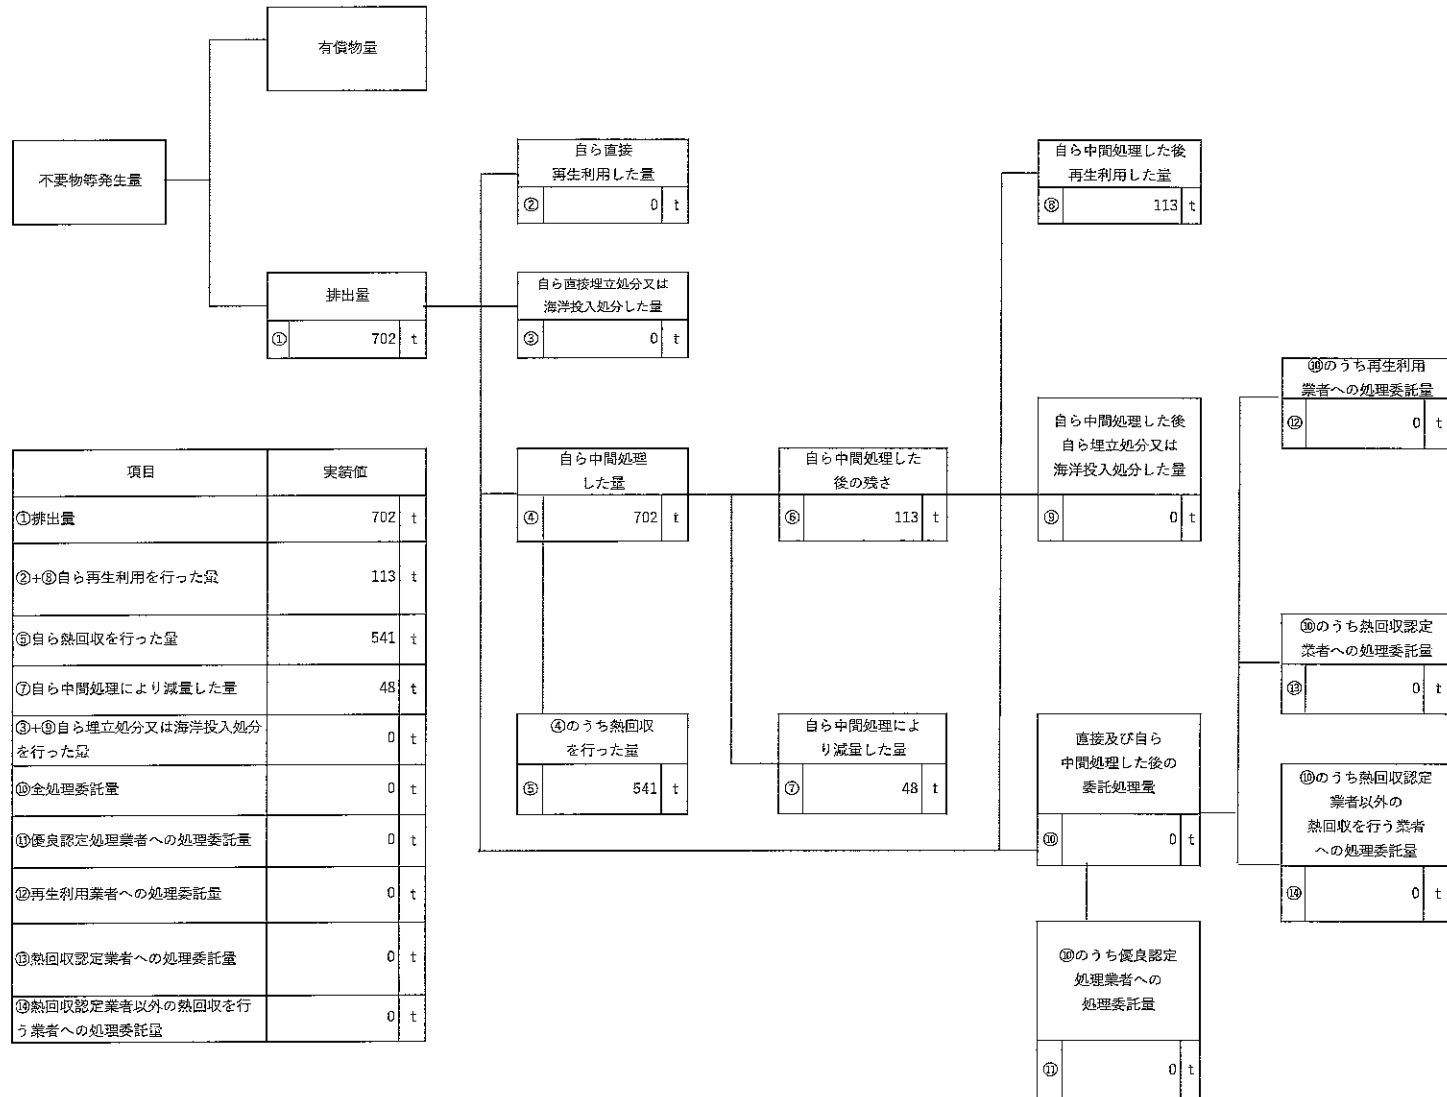 有償物量
不要物等発生量
自ら直接
再生利用した量
② 0 t
自ら中間処理した後
再生利用した量
⑧ 113 t
排出量
① 702 t
自ら直接埋立処分又は
海洋投入処分した量
③ 0 t
⑩のうち再生利用
業者への処理委託量
⑫ 0 t
自ら中間処理
した量
④ 702 t
自ら中間処理した
後の残さ
⑥ 113 t
自ら中間処理した後
自ら埋立処分又は
海洋投入処分した量
⑨ 0 t
⑩のうち熱回収認定
業者への処理委託量
⑬ 0 t
④のうち熱回収
を行った量
⑤ 541 t
自ら中間処理によ
り減量した量
⑦ 48 t
直接及び自ら
中間処理した後の
委託処理量
⑩ 0 t
⑩のうち熱回収認定
業者以外の
熱回収を行う業者
への処理委託量
⑭ 0 t
⑩のうち優良認定
処理業者への
処理委託量
⑪ 0 t
項目 実績値
①排出量 702 t
②+⑧自ら再生利用を行った量 113 t
⑤自ら熱回収を行った量 541 t
⑦自ら中間処理により減量した量 48 t
③+⑨自ら埋立処分又は海洋投入処分
を行った量 0 t
⑩全処理委託量 0 t
⑪優良認定処理業者への処理委託量 0 t
⑫再生利用業者への処理委託量 0 t
⑬熱回収認定業者への処理委託量 0 t
⑭熱回収認定業者以外の熱回収を行
う業者への処理委託量 0 t